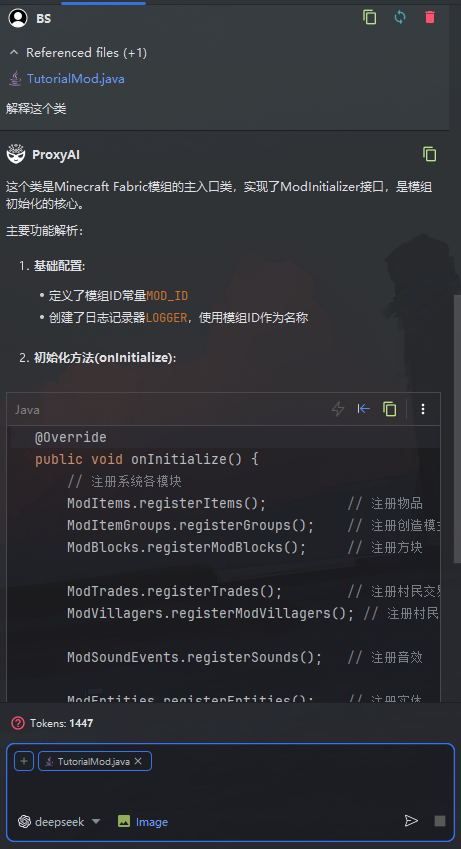 BS
Referenced files (+1)
TutorialMod.java
解释这个类
ProxyAI
这个类是Minecraft Fabric模组的主入口类，实现了ModInitializer接口，是模组
初始化的核心。
主要功能解析：
1. 基础配置:
• 定义了模组ID常量MOD_ID
• 创建了日志记录器LOGGER，使用模组ID作为名称
2. 初始化方法(onInitialize):
Java
@Override
public void onInitialize() {
// 注册系统各模块
ModItems.registerItems(); // 注册物品
ModItemGroups.registerGroups(); // 注册创造模
ModBlocks.registerModBlocks(); // 注册方块
ModTrades.registerTrades(); // 注册村民交
ModVillagers.registerModVillagers(); // 注册村民
ModSoundEvents.registerSounds(); // 注册音效
ModEntities.registerEntities(); // 注册实体
Tokens: 1447
TutorialMod.java
deepseek
Image